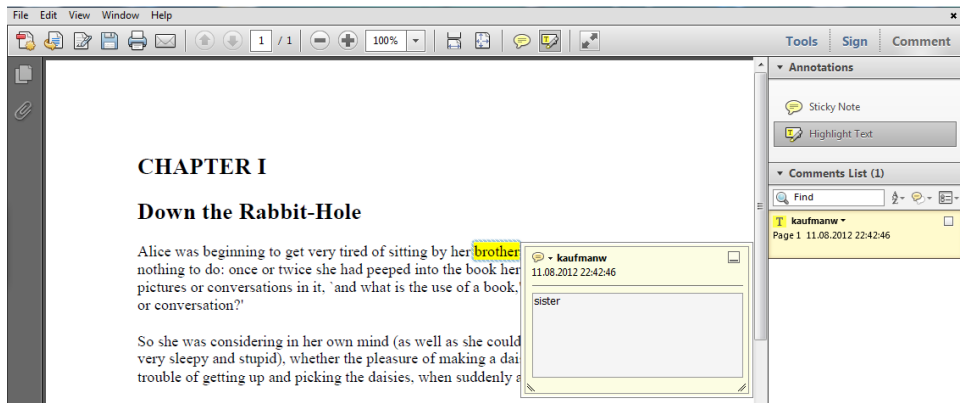 File Edit View Window Help
1 / 1 100% Tools Sign Comment
Annotations
Sticky Note
Highlight Text
Comments List (1)
Find
T kaufmanw
Page 1 11.08.2012 22:42:46
CHAPTER I
Down the Rabbit-Hole
Alice was beginning to get very tired of sitting by her brother
nothing to do: once or twice she had peeped into the book her
pictures or conversations in it, `and what is the use of a book,'
or conversation?'
So she was considering in her own mind (as well as she could
very sleepy and stupid), whether the pleasure of making a dai
trouble of getting up and picking the daisies, when suddenly a
kaufmanw
11.08.2012 22:42:46
sister